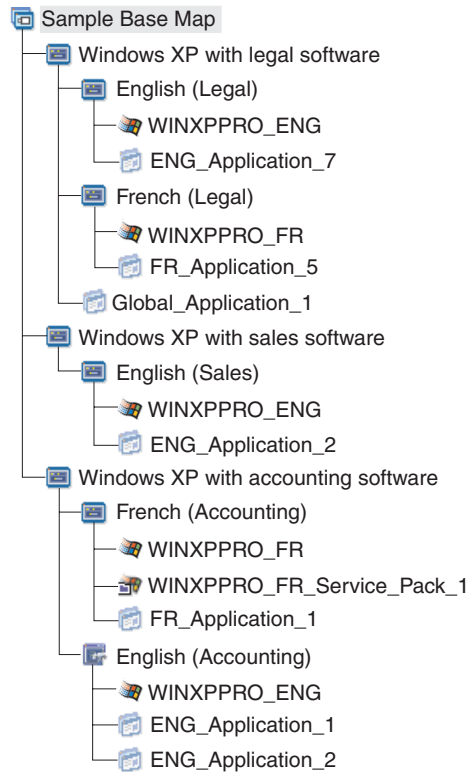 Sample Base Map
Windows XP with legal software
English (Legal)
WINXPPRO_ENG
ENG_Application_7
French (Legal)
WINXPPRO_FR
FR_Application_5
Global_Application_1
Windows XP with sales software
English (Sales)
WINXPPRO_ENG
ENG_Application_2
Windows XP with accounting software
French (Accounting)
WINXPPRO_FR
WINXPPRO_FR_Service_Pack_1
FR_Application_1
English (Accounting)
WINXPPRO_ENG
ENG_Application_1
ENG_Application_2